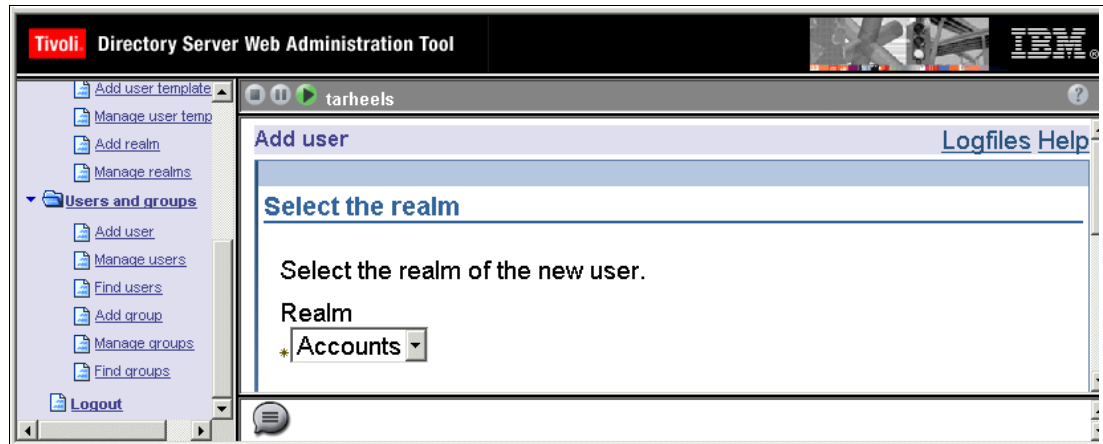 Tivoli. Directory Server Web Administration Tool
IBM®
Add user template
Manage user temp
Add realm
Manage realms
Users and groups
Add user
Manage users
Find users
Add group
Manage groups
Find groups
Logout
tarheels
?
Add user
Logfiles Help
Select the realm
Select the realm of the new user.
Realm
* Accounts